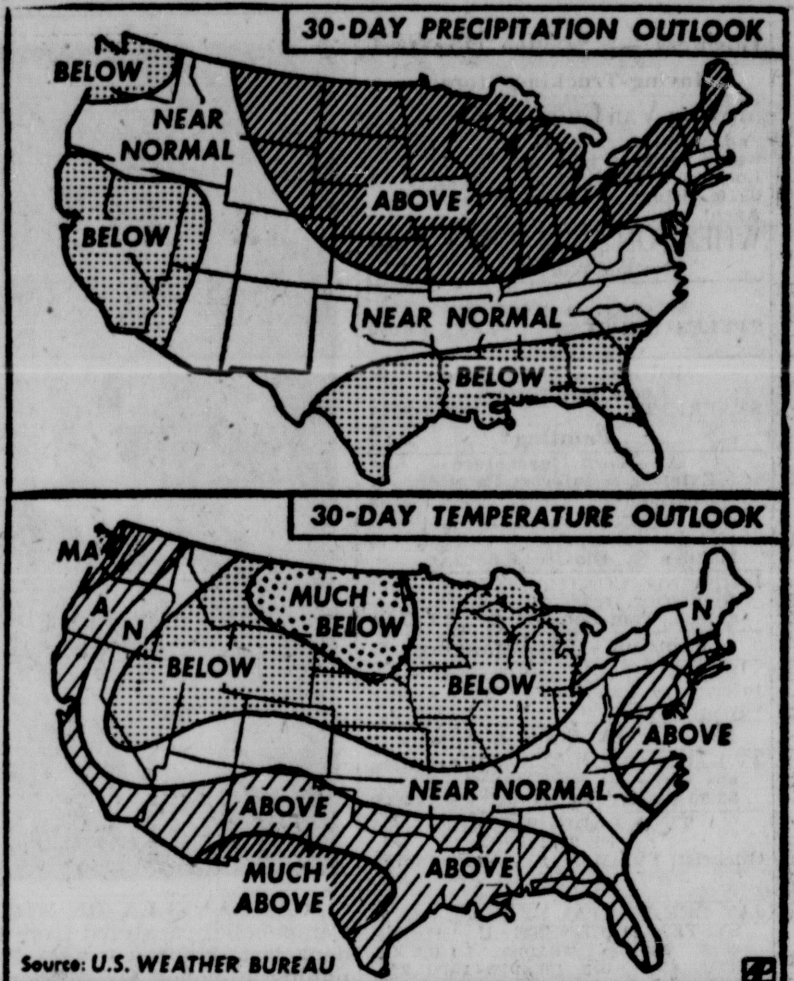 30-DAY PRECIPITATION OUTLOOK
BELOW
NEAR
NORMAL
ABOVE
BELOW
NEAR NORMAL
BELOW
30-DAY TEMPERATURE OUTLOOK
MA
A
N
MUCH
BELOW
N
BELOW
BELOW
ABOVE
NEAR NORMAL
ABOVE
ABOVE
MUCH
ABOVE
Source: U.S. WEATHER BUREAU
AP